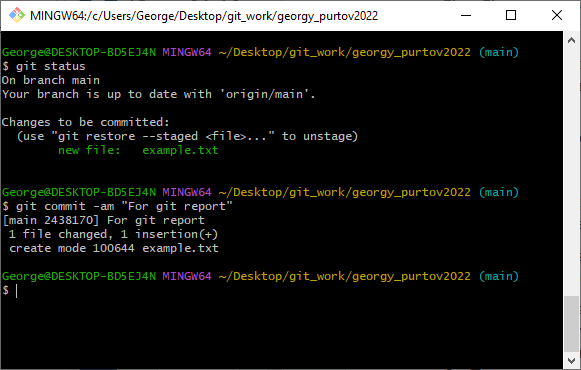 MINGW64:/c/Users/George/Desktop/git_work/georgy_purtov2022
George@DESKTOP-BD5EJ4N MINGW64 ~/Desktop/git_work/georgy_purtov2022 (main)
$ git status
On branch main
Your branch is up to date with 'origin/main'.
Changes to be committed:
(use "git restore --staged <file>..." to unstage)
new file:   example.txt
George@DESKTOP-BD5EJ4N MINGW64 ~/Desktop/git_work/georgy_purtov2022 (main)
$ git commit -am "For git report"
[main 2438170] For git report
1 file changed, 1 insertion(+)
create mode 100644 example.txt
George@DESKTOP-BD5EJ4N MINGW64 ~/Desktop/git_work/georgy_purtov2022 (main)
$